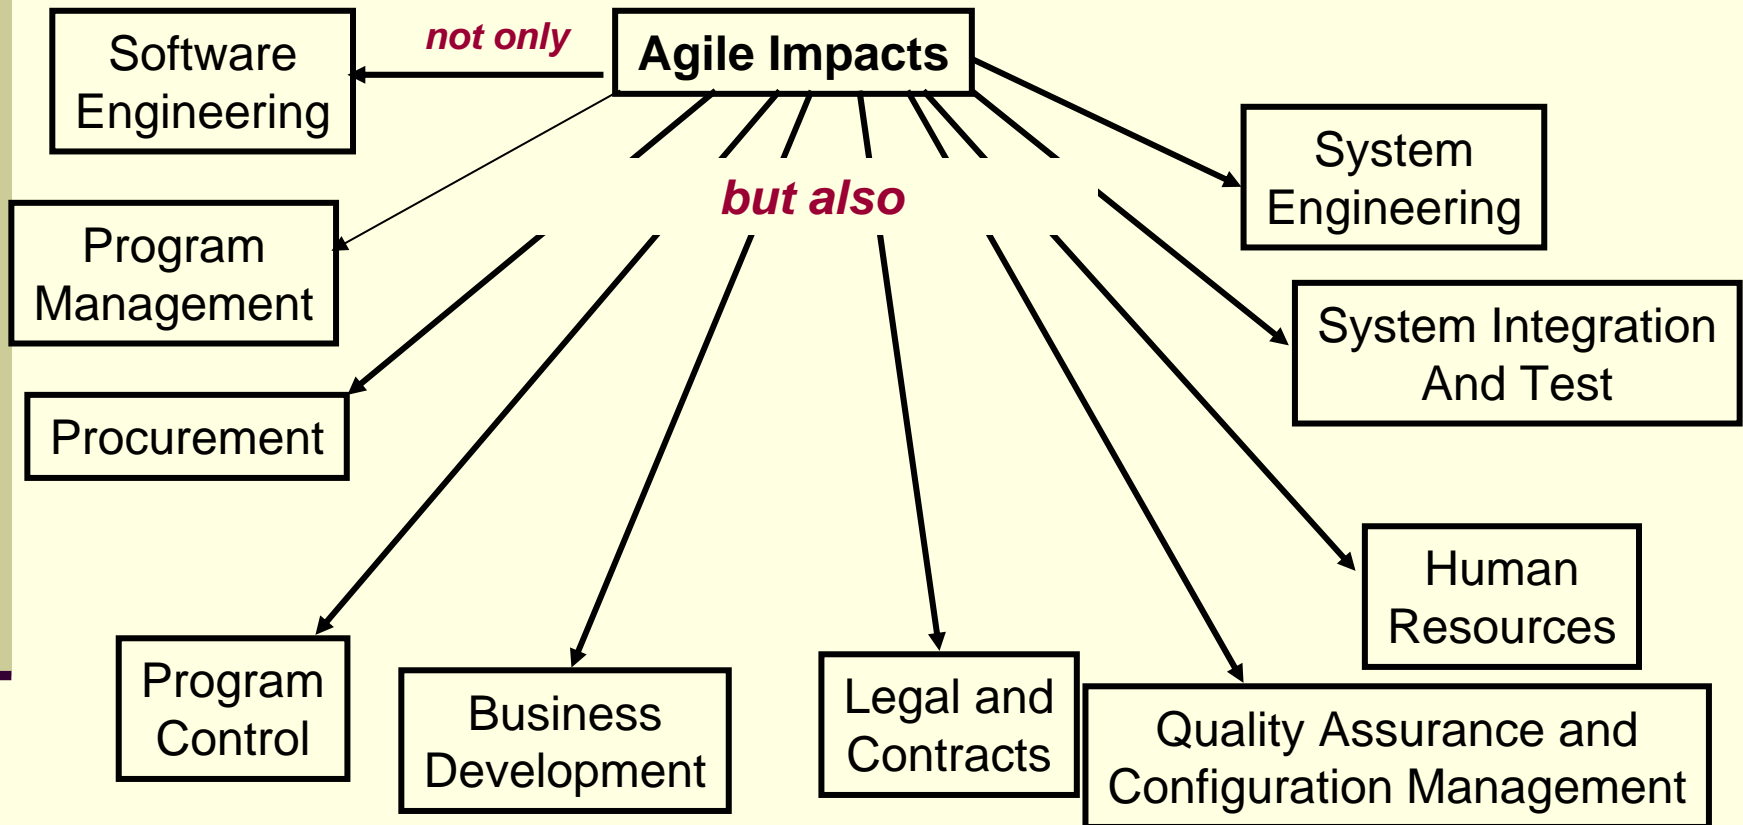 Software
Engineering
not only
Agile Impacts
System
Engineering
but also
Program
Management
System Integration
And Test
Procurement
Human
Resources
Program
Control
Business
Development
Legal and
Contracts
Quality Assurance and
Configuration Management